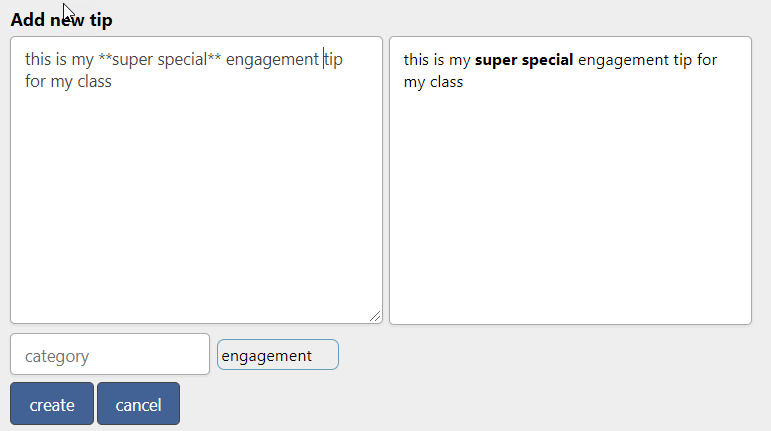 Add new tip
this is my **super special** engagement tip
for my class
this is my super special engagement tip for
my class
category
engagement
create
cancel